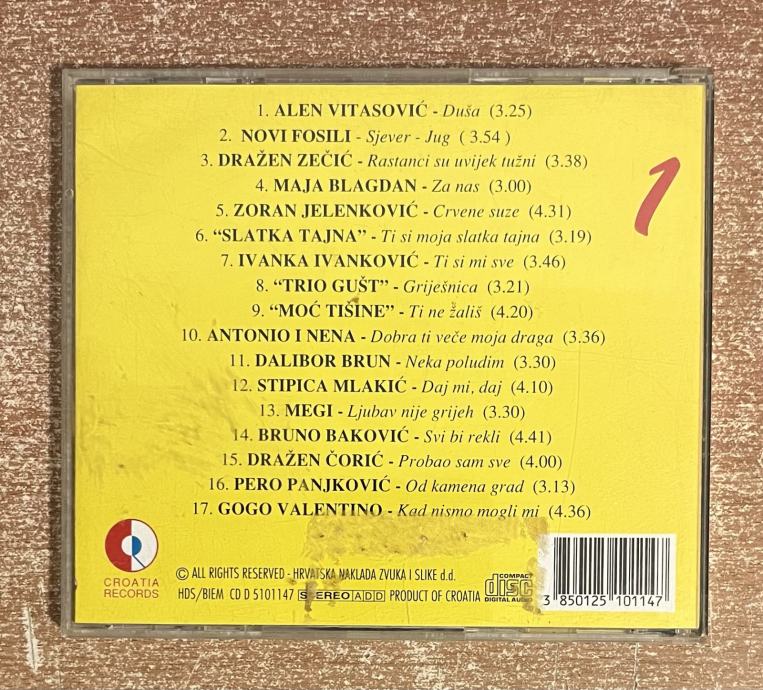 1. ALEN VITASOVIĆ - Duša (3.25)
2. NOVI FOSILI - Sjever - Jug ( 3.54 )
3. DRAŽEN ZEČIĆ - Rastanci su uvijek tužni (3.38)
4. MAJA BLAGDAN - Za nas (3.00)
5. ZORAN JELENKOVIĆ - Crvene suze (4.31)
6. “SLATKA TAJNA” - Ti si moja slatka tajna (3.19)
7. IVANKA IVANKOVIĆ - Ti si mi sve (3.46)
8. “TRIO GUŠT” - Griješnica (3.21)
9. “MOĆ TIŠINE” - Ti ne žališ (4.20)
10. ANTONIO I NENA - Dobra ti veče moja draga (3.36)
11. DALIBOR BRUN - Neka poludim (3.30)
12. STIPICA MLAKIĆ - Daj mi, daj (4.10)
13. MEGI - Ljubav nije grijeh (3.30)
14. BRUNO BAKOVIĆ - Svi bi rekli (4.41)
15. DRAŽEN ČORIĆ - Probao sam sve (4.00)
16. PERO PANJKOVIĆ - Od kamena grad (3.13)
17. GOGO VALENTINO - Kad nismo mogli mi (4.36)
1
CROATIA
RECORDS
© ALL RIGHTS RESERVED - HRVATSKA NAKLADA ZVUKA I SLIKE d.d.
HDS/BIEM CD D 5101147 STEREO ADD PRODUCT OF CROATIA
COMPACT
disc
DIGITAL AUDIO
3 850125 101147